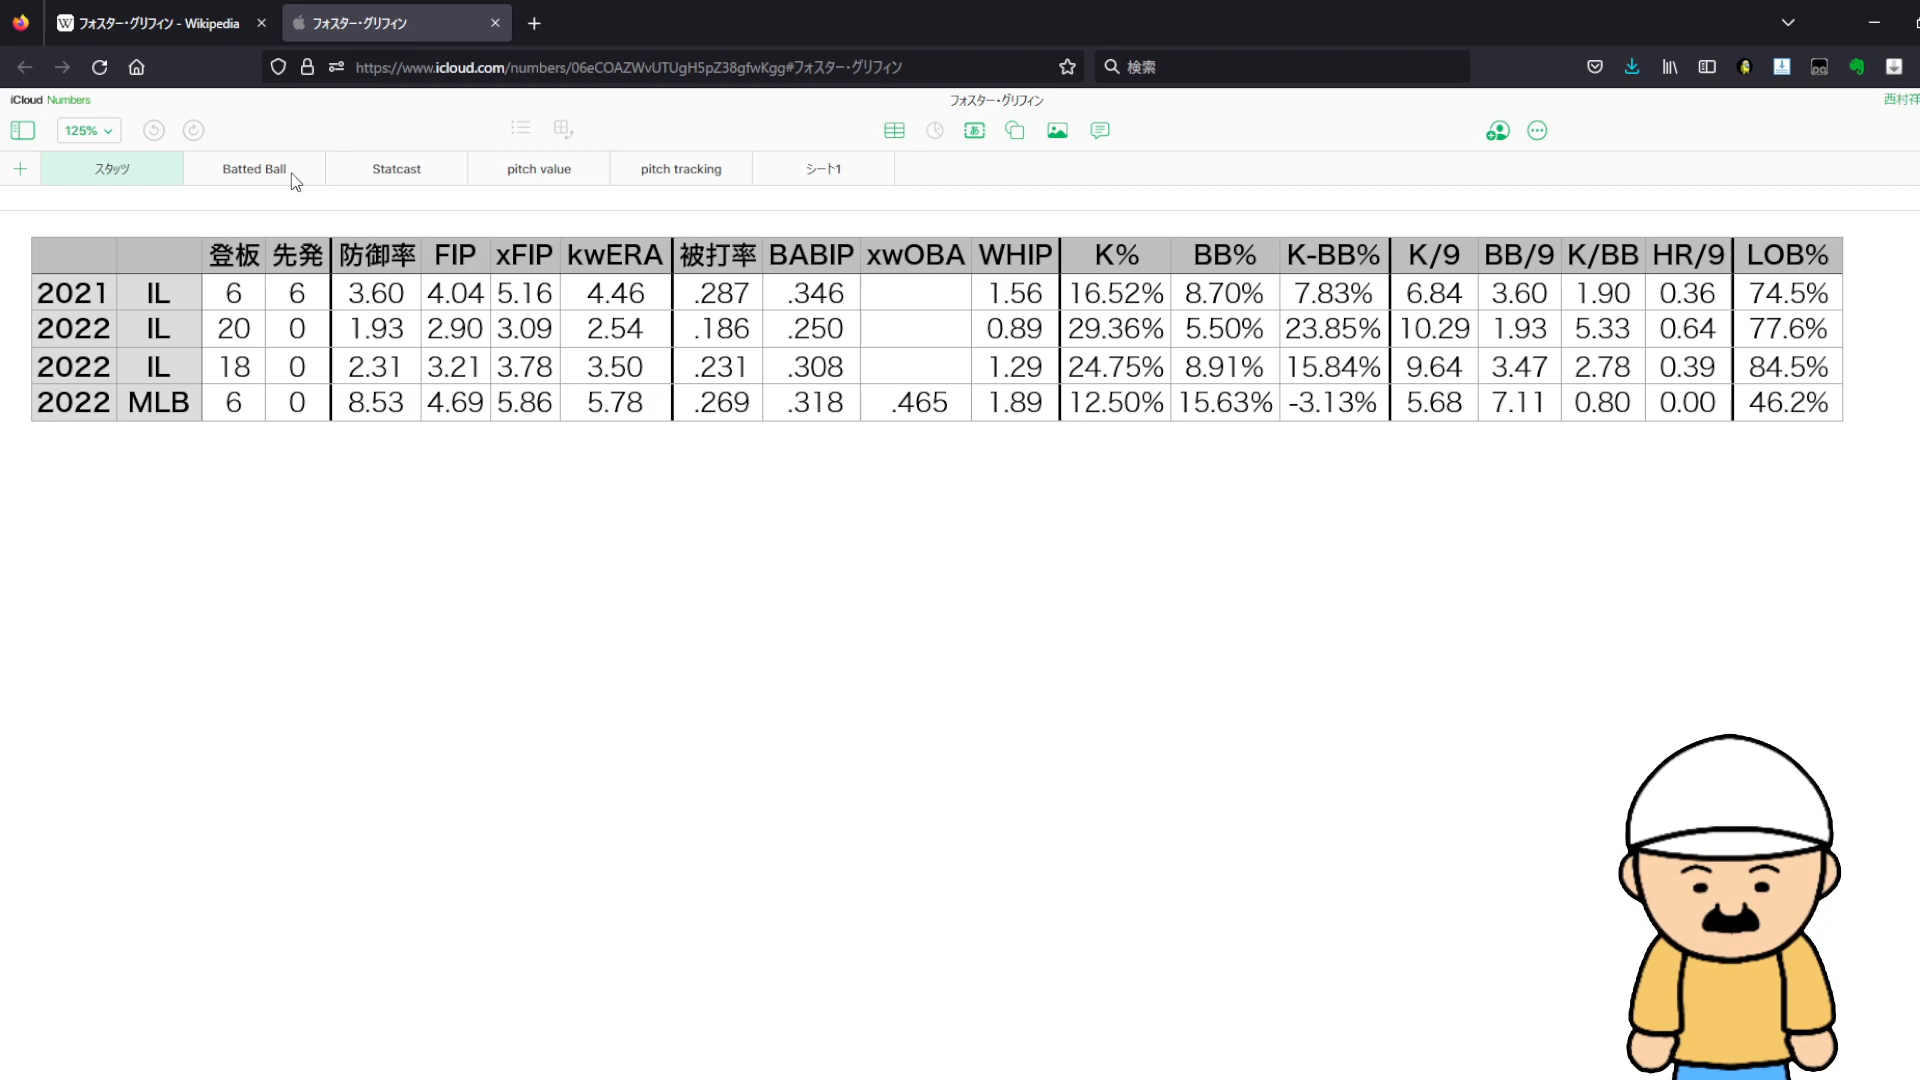 フォスター・グリフィン - Wikipedia
フォスター・グリフィン
https://www.icloud.com/numbers/06eCOAZWvUTUgH5pZ38gfwKgg#フォスター・グリフィン
検索
iCloud Numbers
フォスター・グリフィン
西村祥
125%
スタッツ Batted Ball Statcast pitch value pitch tracking シート1
登板 先発 防御率 FIP xFIP kwERA 被打率 BABIP xwOBA WHIP K% BB% K-BB% K/9 BB/9 K/BB HR/9 LOB%
2021 IL 6 6 3.60 4.04 5.16 4.46 .287 .346 1.56 16.52% 8.70% 7.83% 6.84 3.60 1.90 0.36 74.5%
2022 IL 20 0 1.93 2.90 3.09 2.54 .186 .250 0.89 29.36% 5.50% 23.85% 10.29 1.93 5.33 0.64 77.6%
2022 IL 18 0 2.31 3.21 3.78 3.50 .231 .308 1.29 24.75% 8.91% 15.84% 9.64 3.47 2.78 0.39 84.5%
2022 MLB 6 0 8.53 4.69 5.86 5.78 .269 .318 .465 1.89 12.50% 15.63% -3.13% 5.68 7.11 0.80 0.00 46.2%